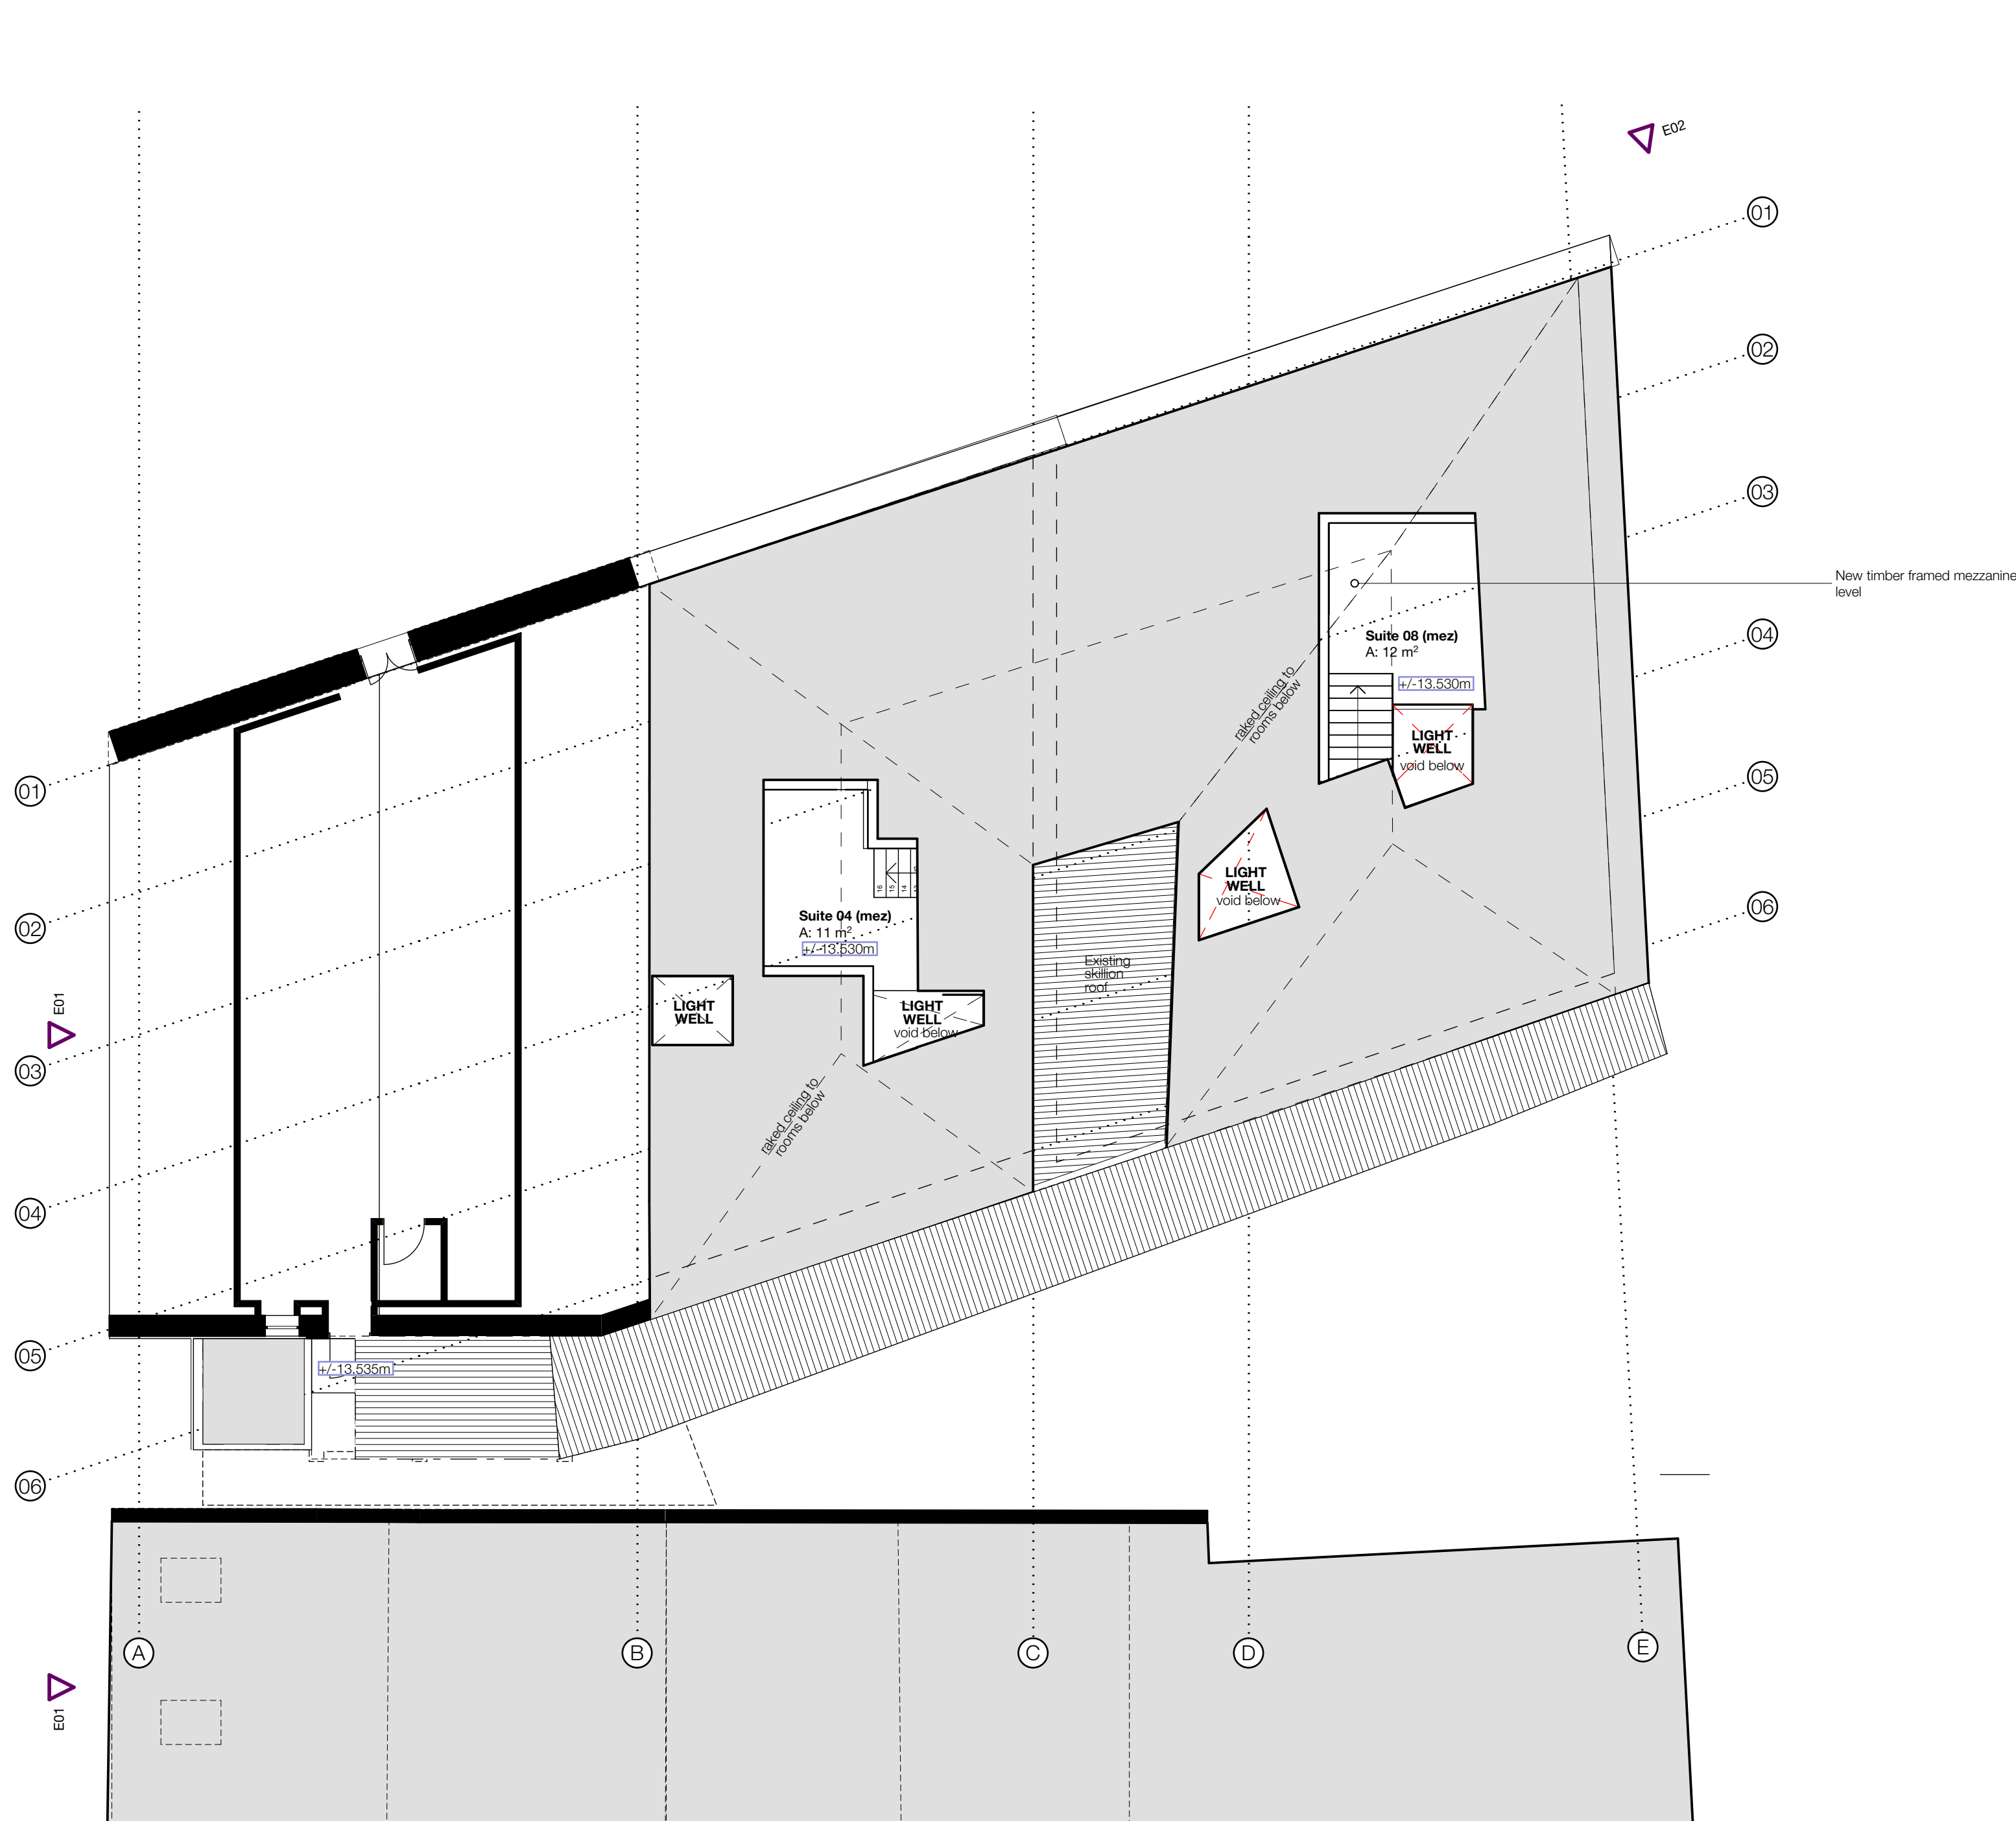 E02
01
02
03
New timber framed mezzanine
level
04
Suite 08 (mez)
A: 12 m²
+/-13.530m
raked ceiling to
rooms below
LIGHT
WELL
void below
05
01
LIGHT
WELL
void below
16
15
14
Suite 04 (mez)
A: 11 m²
+/-13.530m
06
02
Existing
skillion
roof
E01
LIGHT
WELL
LIGHT
WELL
void below
03
raked ceiling to
rooms below
04
05
+/-13.535m
06
A
B
C
D
E
E01